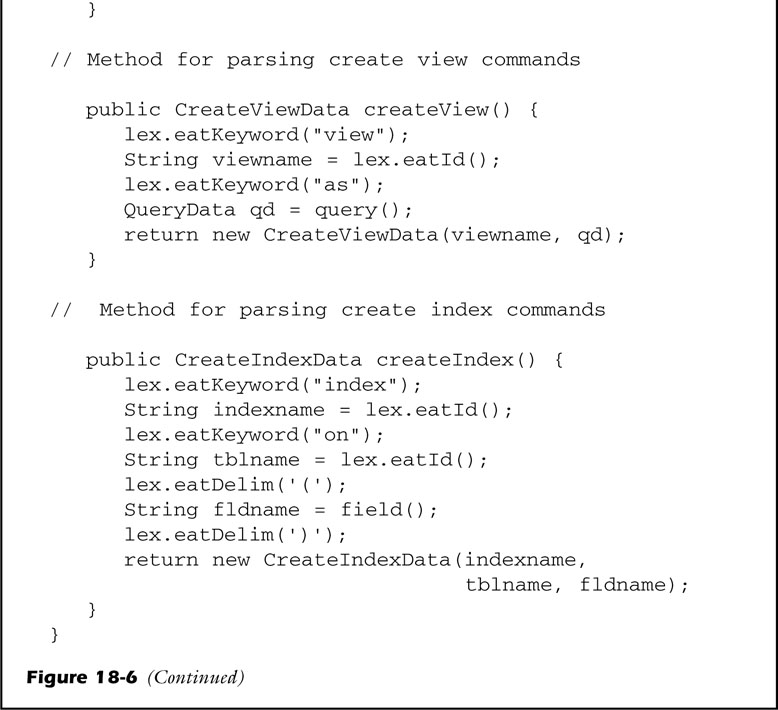 }
// Method for parsing create view commands
public CreateViewData createView() {
lex.eatKeyword("view");
String viewname = lex.eatId();
lex.eatKeyword("as");
QueryData qd = query();
return new CreateViewData(viewname, qd);
}
//  Method for parsing create index commands
public CreateIndexData createIndex() {
lex.eatKeyword("index");
String indexname = lex.eatId();
lex.eatKeyword("on");
String tblname = lex.eatId();
lex.eatDelim('(');
String fldname = field();
lex.eatDelim(')');
return new CreateIndexData(indexname,
tblname, fldname);
}
}
Figure 18-6 (Continued)